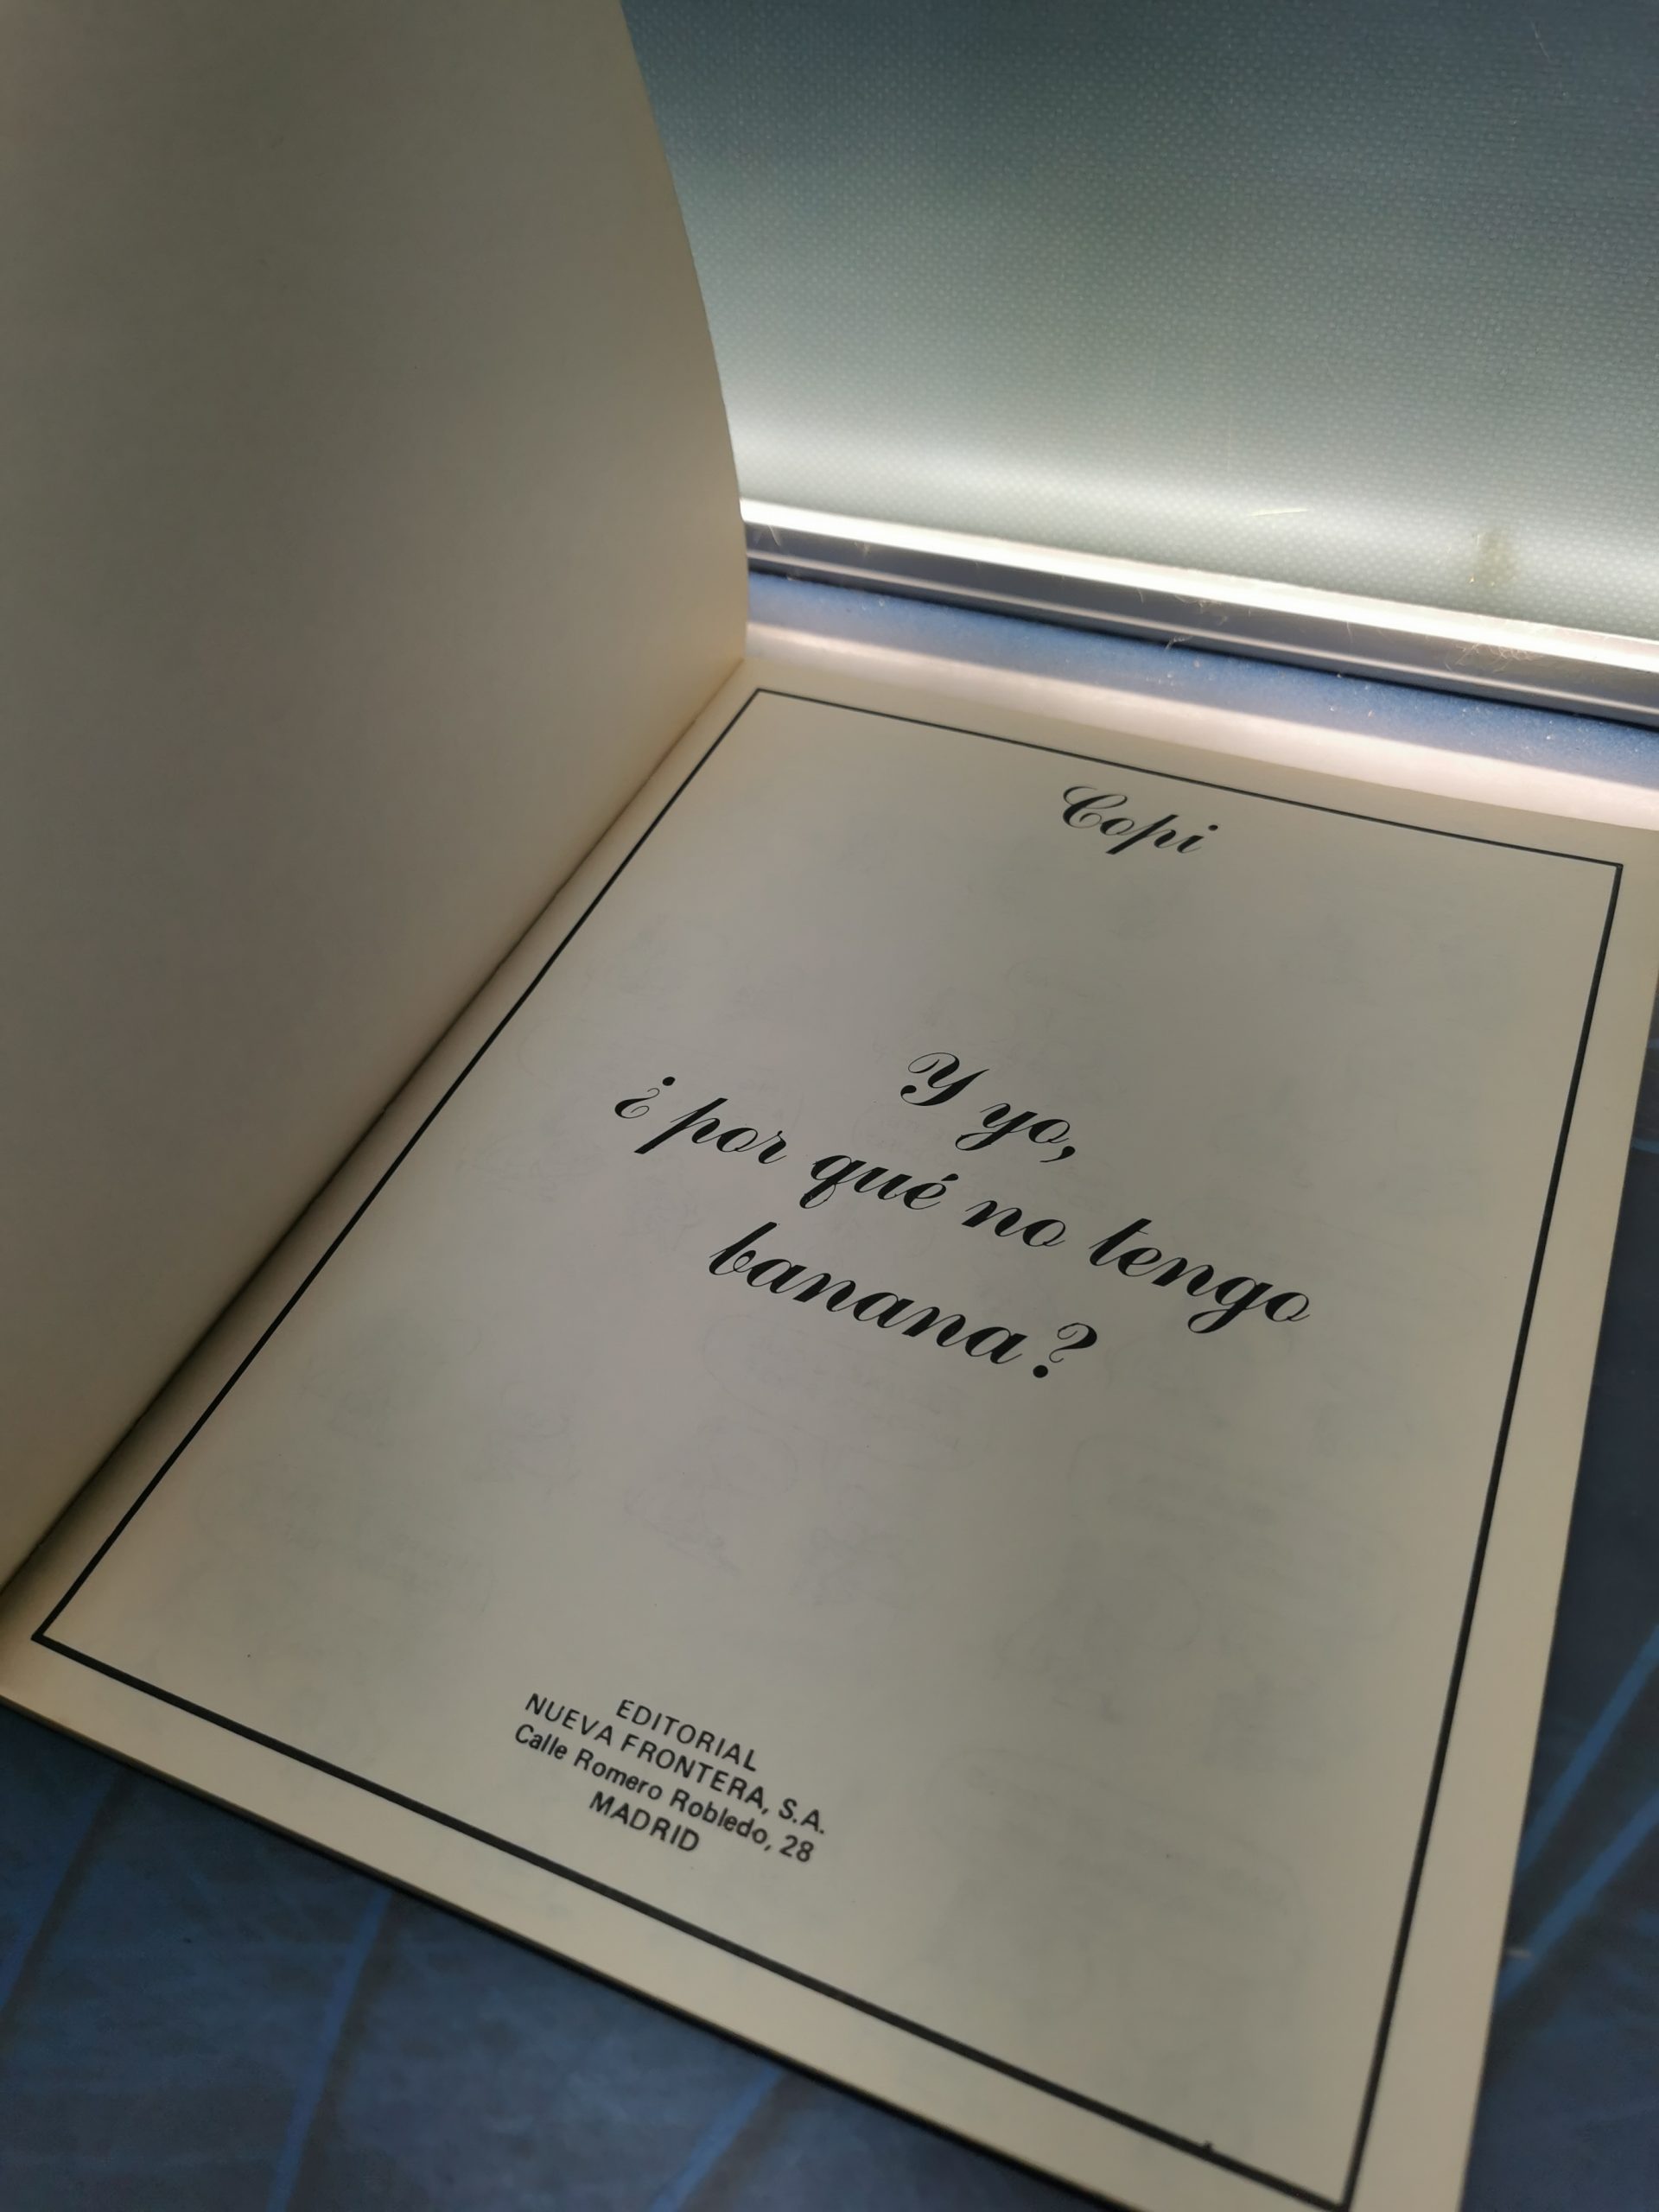 Copi
Y yo,
¿por qué no tengo
banana?
EDITORIAL
NUEVA FRONTERA, S.A.
Calle Romero Robledo, 28
MADRID